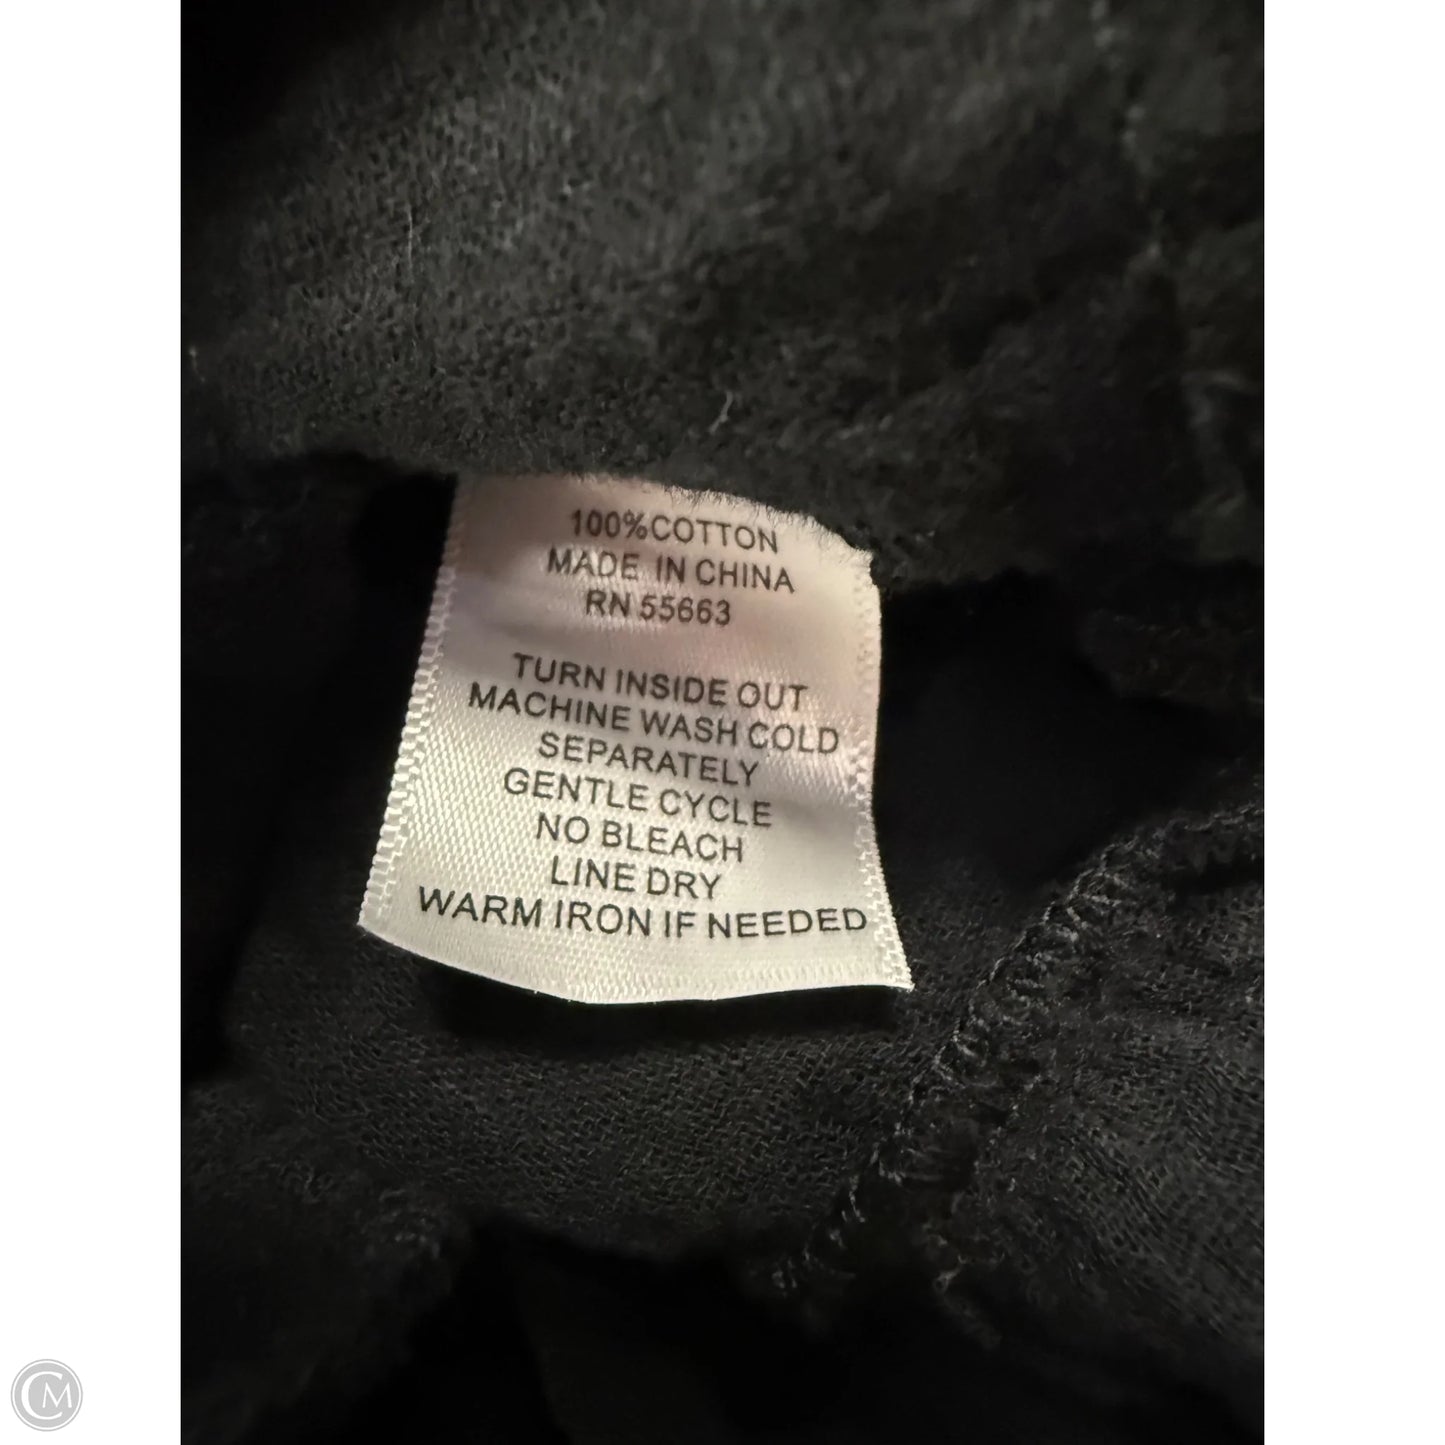 100%COTTON
MADE IN CHINA
RN 55663
TURN INSIDE OUT
MACHINE WASH COLD
SEPARATELY
GENTLE CYCLE
NO BLEACH
LINE DRY
WARM IRON IF NEEDED
CM